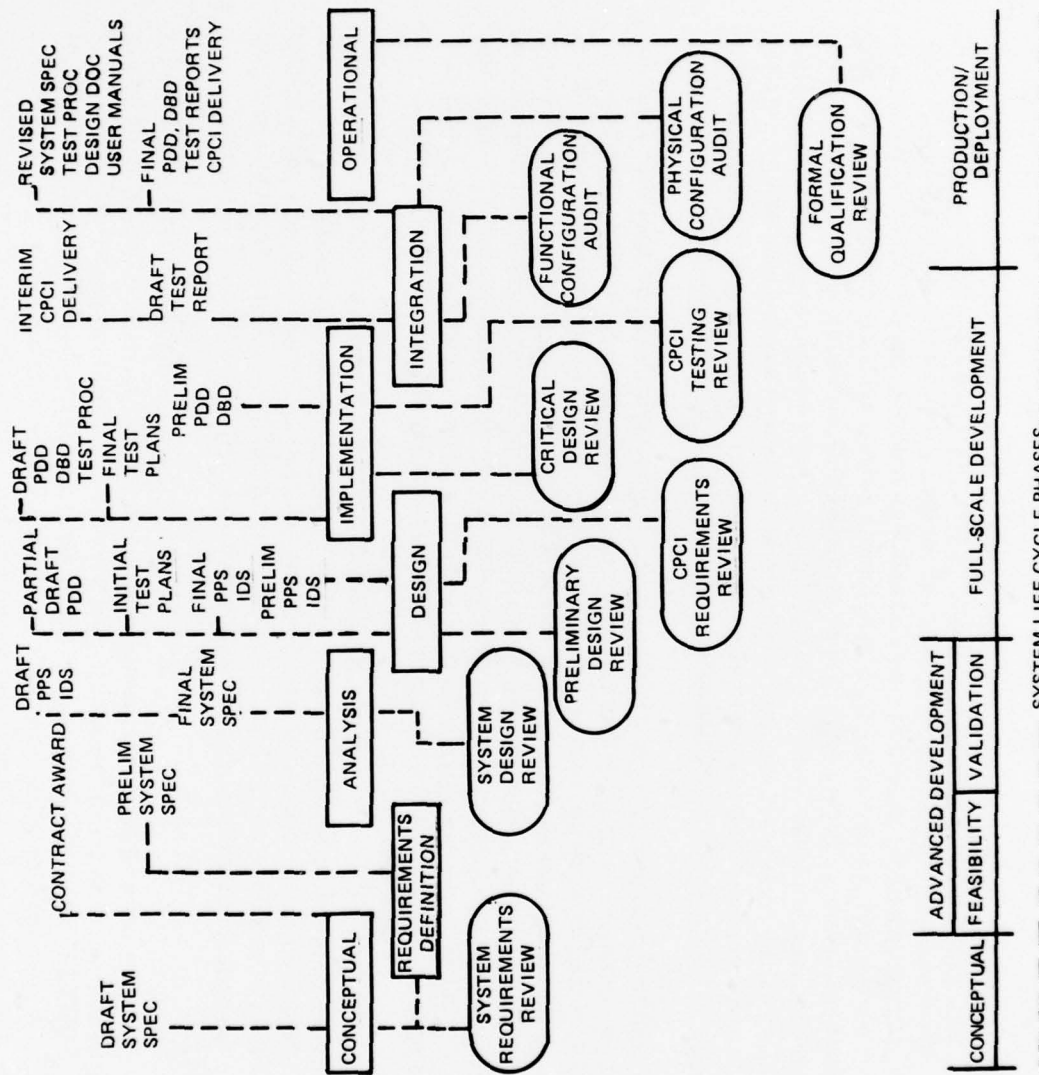 DRAFT
SYSTEM
SPEC
CONTRACT AWARD
PRELIM
SYSTEM
SPEC
DRAFT
PPS
IDS
FINAL
SYSTEM
SPEC
PARTIAL
DRAFT
PDD
INITIAL
TEST
PLANS
FINAL
PPS
IDS
PRELIM
PPS
IDS
DRAFT
PDD
DBD
TEST PROC
FINAL
TEST
PLANS
PRELIM
PDD
DBD
INTERIM
CPCI
DELIVERY
DRAFT
TEST
REPORT
REVISED
SYSTEM SPEC
TEST PROC
DESIGN DOC
USER MANUALS
FINAL
PDD, DBD
TEST REPORTS
CPCI DELIVERY
CONCEPTUAL
REQUIREMENTS
DEFINITION
ANALYSIS
DESIGN
IMPLEMENTATION
INTEGRATION
OPERATIONAL
SYSTEM
REQUIREMENTS
REVIEW
SYSTEM
DESIGN
REVIEW
PRELIMINARY
DESIGN
REVIEW
CPCI
REQUIREMENTS
REVIEW
CRITICAL
DESIGN
REVIEW
CPCI
TESTING
REVIEW
FUNCTIONAL
CONFIGURATION
AUDIT
PHYSICAL
CONFIGURATION
AUDIT
FORMAL
QUALIFICATION
REVIEW
CONCEPTUAL
ADVANCED DEVELOPMENT
FEASIBILITY
VALIDATION
FULL-SCALE DEVELOPMENT
PRODUCTION/
DEPLOYMENT
SYSTEM LIFE CYCLE PHASES